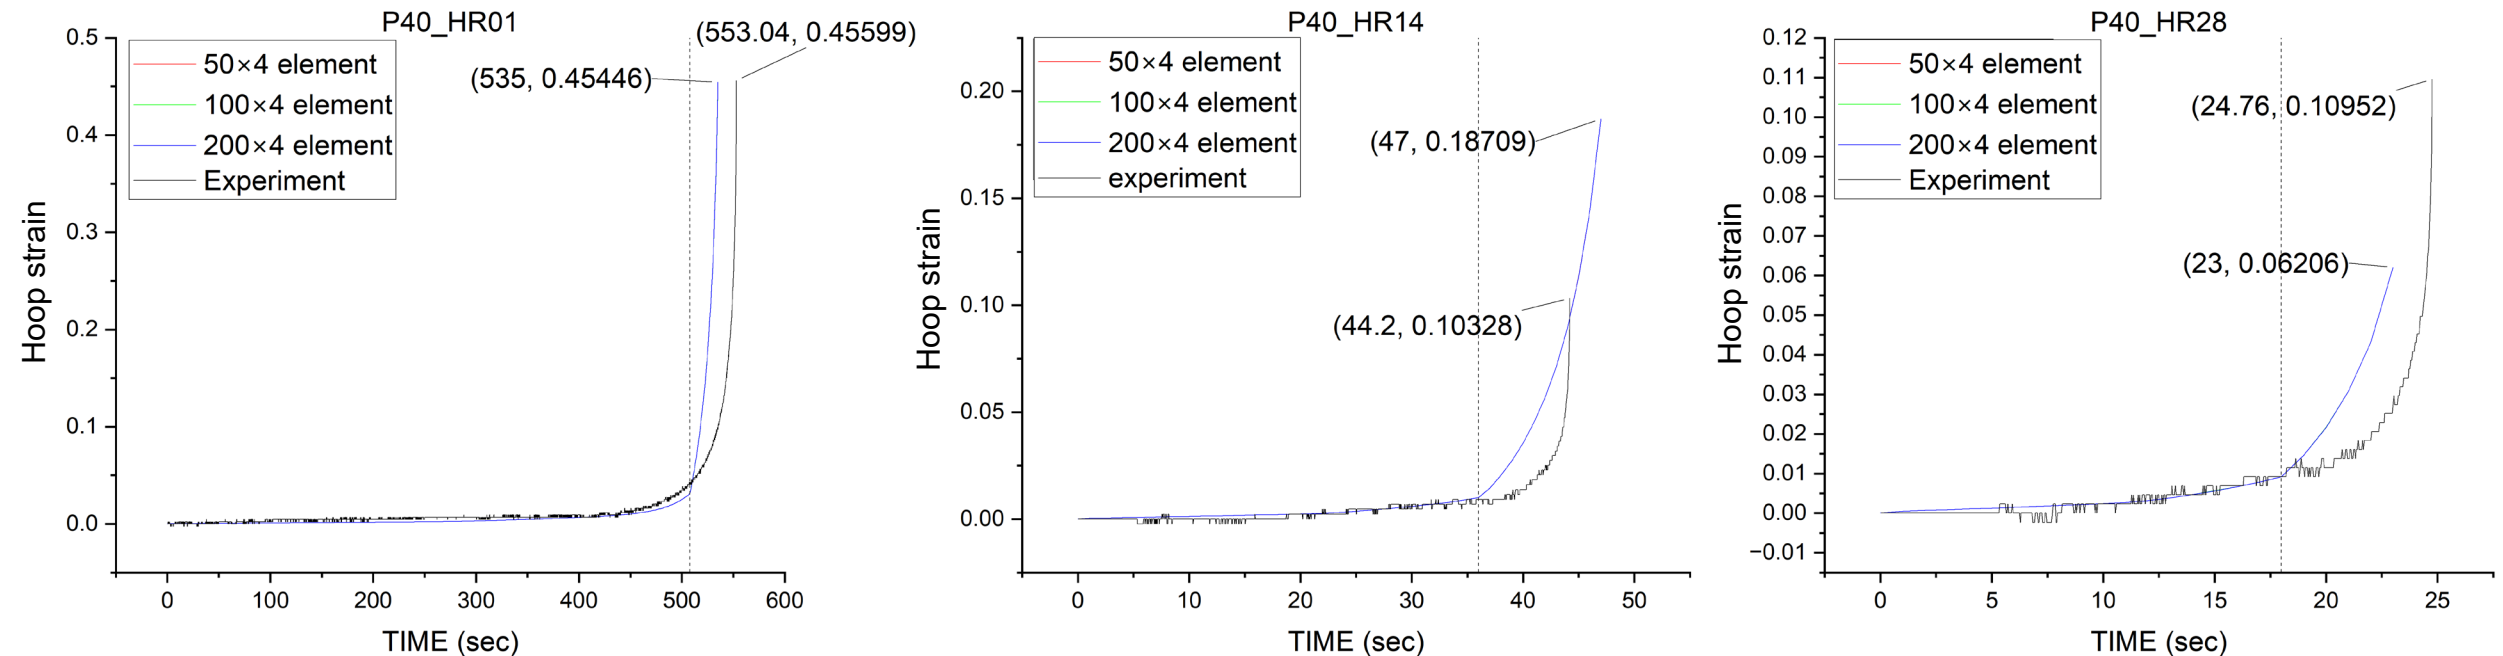 P40_HR01
(553.04, 0.45599)
(535, 0.45446)
50×4 element
100×4 element
200×4 element
Experiment
Hoop strain
0.5
0.4
0.3
0.2
0.1
0.0
0 100 200 300 400 500 600
TIME (sec)
P40_HR14
50×4 element
100×4 element
200×4 element
experiment
(47, 0.18709)
(44.2, 0.10328)
Hoop strain
0.20
0.15
0.10
0.05
0.00
0 10 20 30 40 50
TIME (sec)
P40_HR28
50×4 element
100×4 element
200×4 element
Experiment
(24.76, 0.10952)
(23, 0.06206)
Hoop strain
0.12
0.11
0.10
0.09
0.08
0.07
0.06
0.05
0.04
0.03
0.02
0.01
0.00
−0.01
0 5 10 15 20 25
TIME (sec)